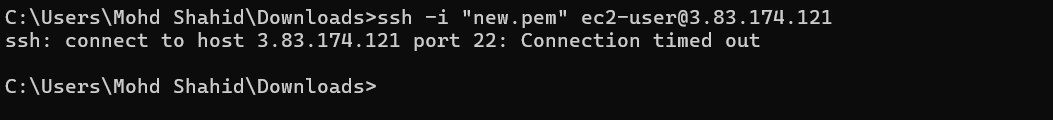 C:\Users\Mohd Shahid\Downloads>ssh -i "new.pem" ec2-user@3.83.174.121
ssh: connect to host 3.83.174.121 port 22: Connection timed out
C:\Users\Mohd Shahid\Downloads>